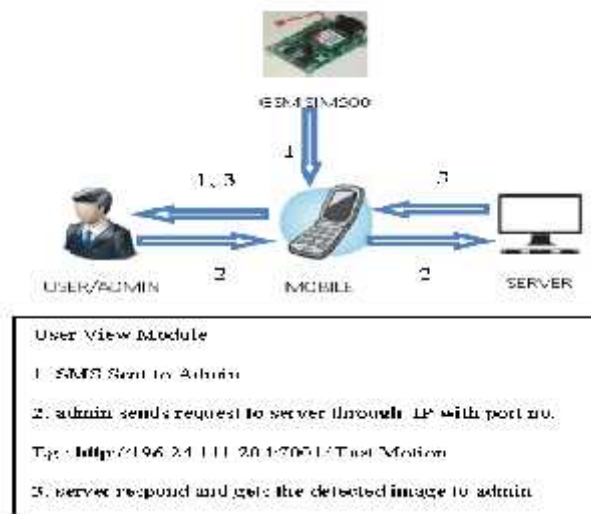 GSM SIM300
1
1, 3
3
2
2
USER/ADMIN
MOBILE
SERVER
User View Module
1. SMS Sent to Admin
2. admin sends request to server through IP with port no.
Eg : http://
3. server respond and gets the detected image to admin